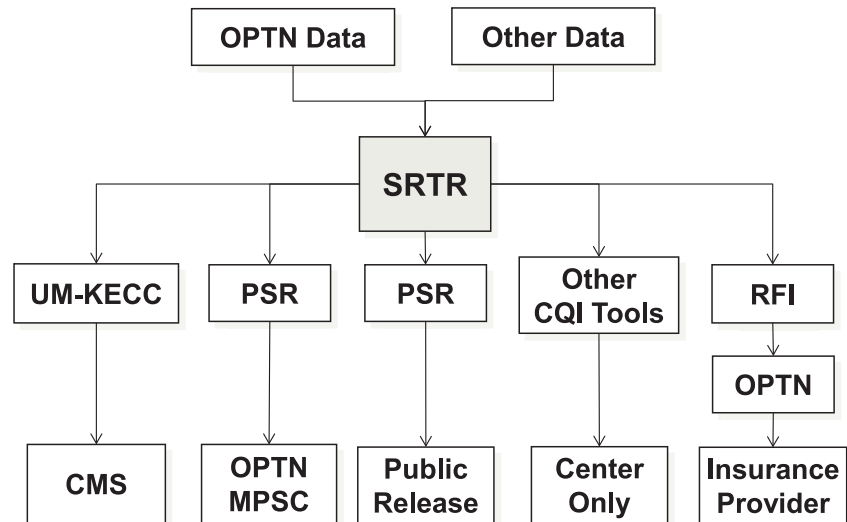 OPTN Data
Other Data
SRTR
UM-KECC
PSR
PSR
Other
CQI Tools
RFI
OPTN
CMS
OPTN
MPSC
Public
Release
Center
Only
Insurance
Provider